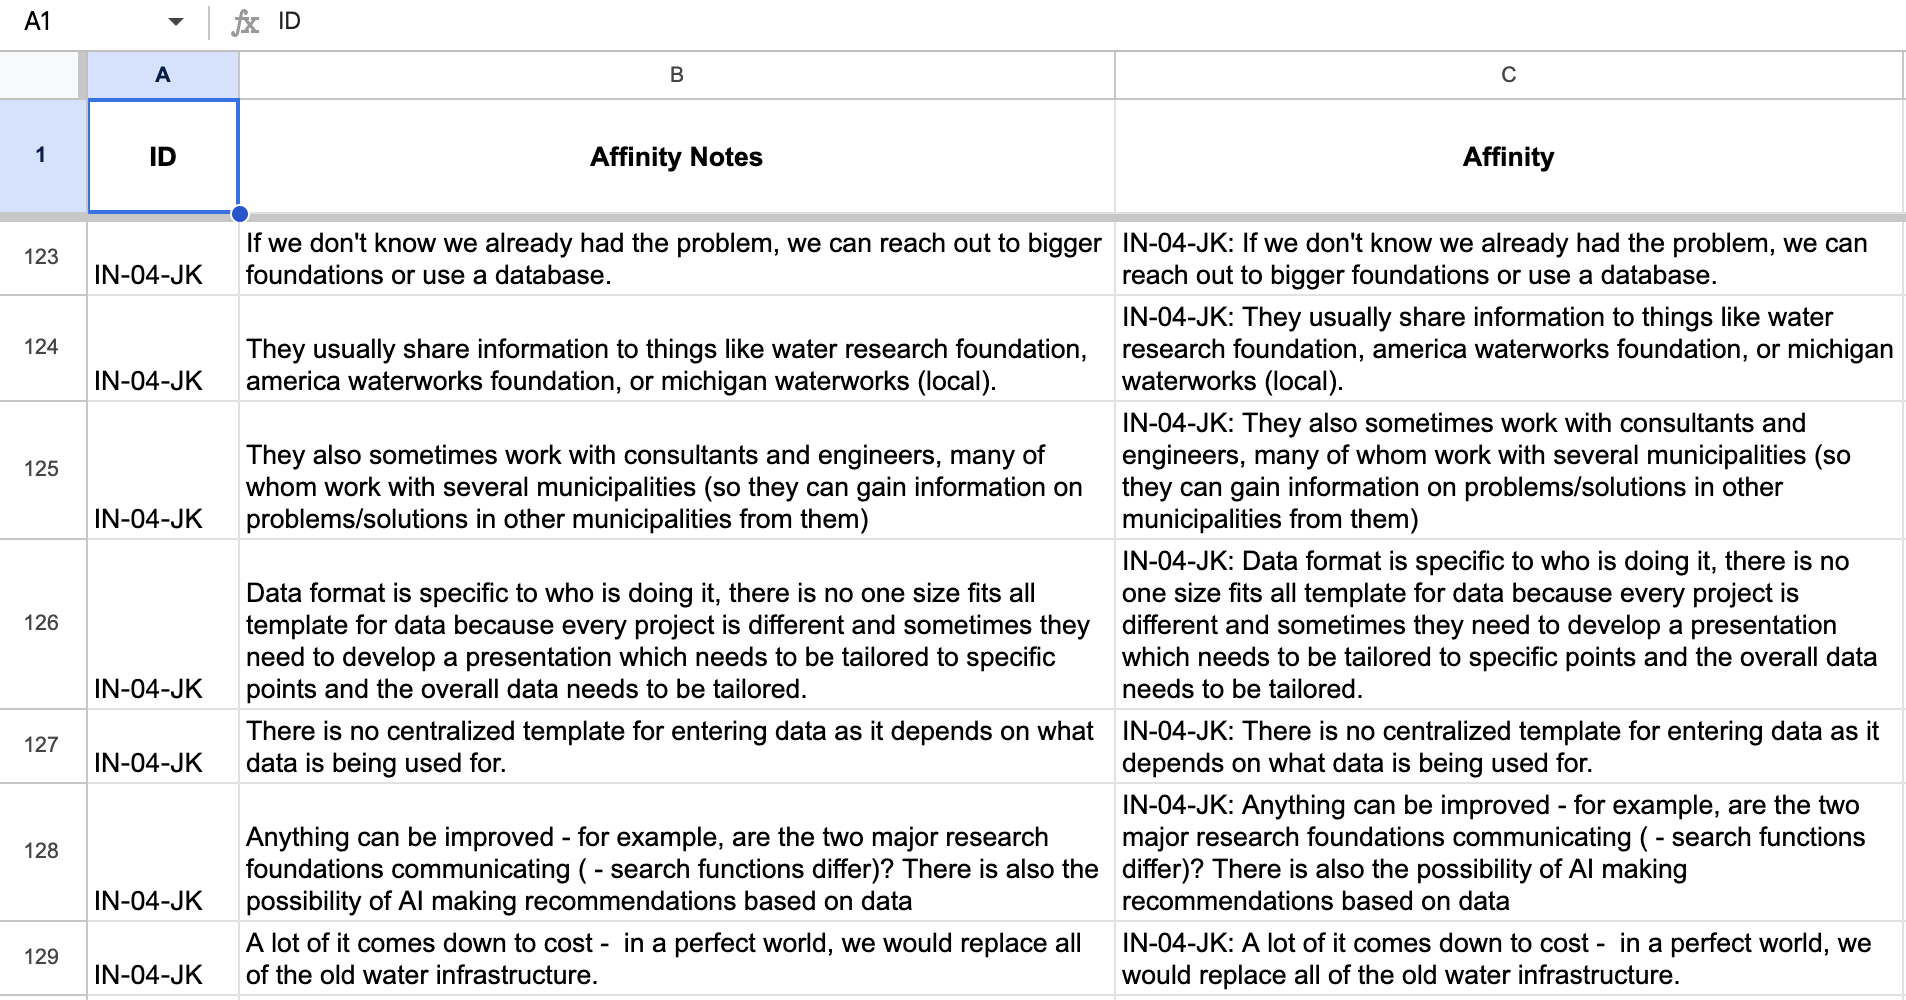 A1 fx ID
A B C
1 ID Affinity Notes Affinity
123 IN-04-JK
If we don't know we already had the problem, we can reach out to bigger
foundations or use a database.
IN-04-JK: If we don't know we already had the problem, we can
reach out to bigger foundations or use a database.
124 IN-04-JK
They usually share information to things like water research foundation,
america waterworks foundation, or michigan waterworks (local).
IN-04-JK: They usually share information to things like water
research foundation, america waterworks foundation, or michigan
waterworks (local).
125 IN-04-JK
They also sometimes work with consultants and engineers, many of
whom work with several municipalities (so they can gain information on
problems/solutions in other municipalities from them)
IN-04-JK: They also sometimes work with consultants and
engineers, many of whom work with several municipalities (so
they can gain information on problems/solutions in other
municipalities from them)
126 IN-04-JK
Data format is specific to who is doing it, there is no one size fits all
template for data because every project is different and sometimes they
need to develop a presentation which needs to be tailored to specific
points and the overall data needs to be tailored.
IN-04-JK: Data format is specific to who is doing it, there is no
one size fits all template for data because every project is
different and sometimes they need to develop a presentation
which needs to be tailored to specific points and the overall data
needs to be tailored.
127 IN-04-JK
There is no centralized template for entering data as it depends on what
data is being used for.
IN-04-JK: There is no centralized template for entering data as it
depends on what data is being used for.
128 IN-04-JK
Anything can be improved - for example, are the two major research
foundations communicating ( - search functions differ)? There is also the
possibility of AI making recommendations based on data
IN-04-JK: Anything can be improved - for example, are the two
major research foundations communicating ( - search functions
differ)? There is also the possibility of AI making
recommendations based on data
129 IN-04-JK
A lot of it comes down to cost -  in a perfect world, we would replace all
of the old water infrastructure.
IN-04-JK: A lot of it comes down to cost -  in a perfect world, we
would replace all of the old water infrastructure.